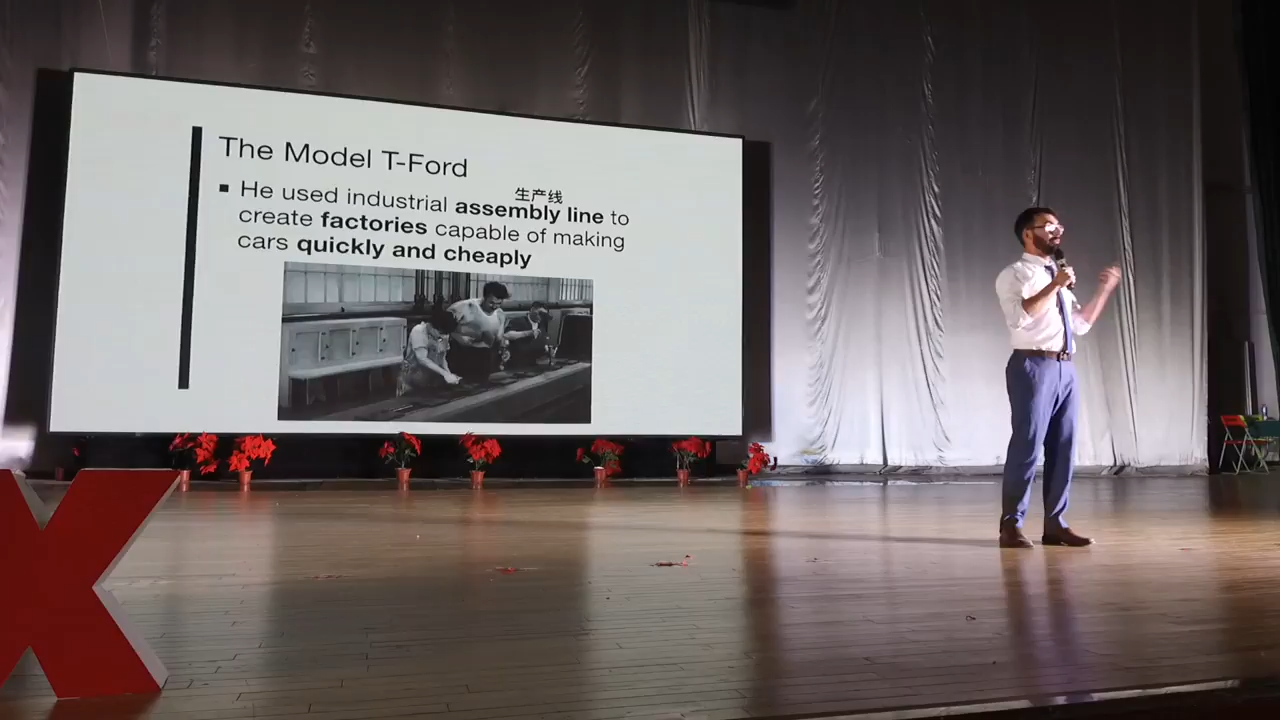 The Model T-Ford
生产线
▪ He used industrial assembly line to
create factories capable of making
cars quickly and cheaply
X